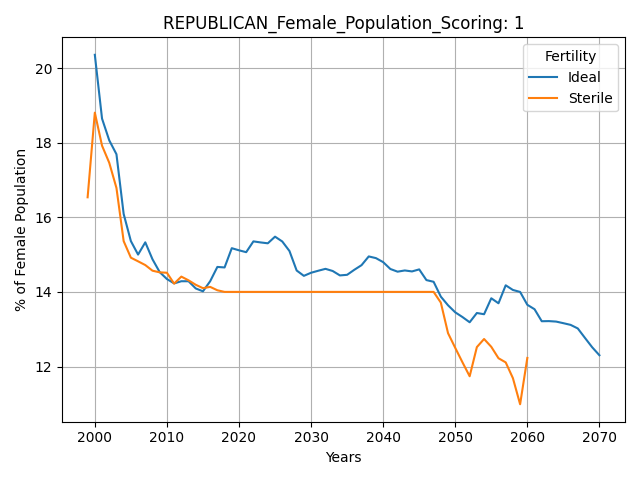 REPUBLICAN_Female_Population_Scoring: 1
Fertility
Ideal
Sterile
% of Female Population
20
18
16
14
12
2000 2010 2020 2030 2040 2050 2060 2070
Years